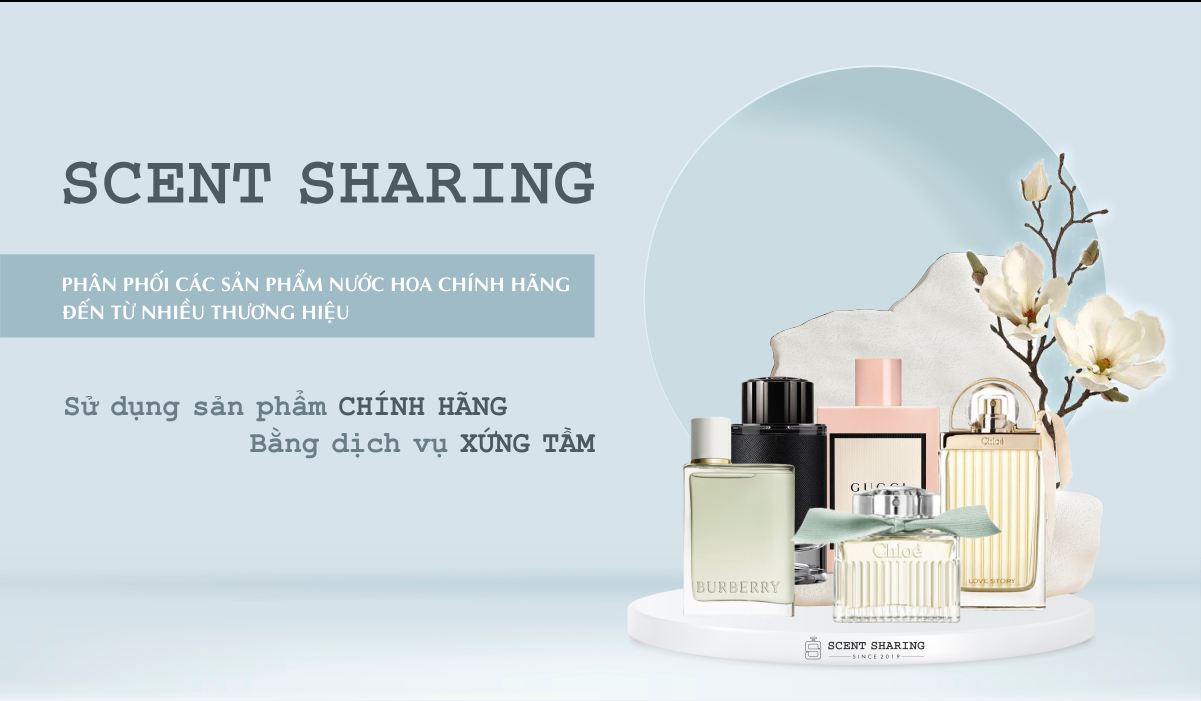 SCENT SHARING
PHÂN PHỐI CÁC SẢN PHẨM NƯỚC HOA CHÍNH HÃNG
ĐẾN TỪ NHIỀU THƯƠNG HIỆU
Sử dụng sản phẩm CHÍNH HÃNG
Bằng dịch vụ XỨNG TẦM
Chloé
GUCCI
Chloé
BURBERRY
LOVE STORY
SCENT SHARING
SINCE 2019